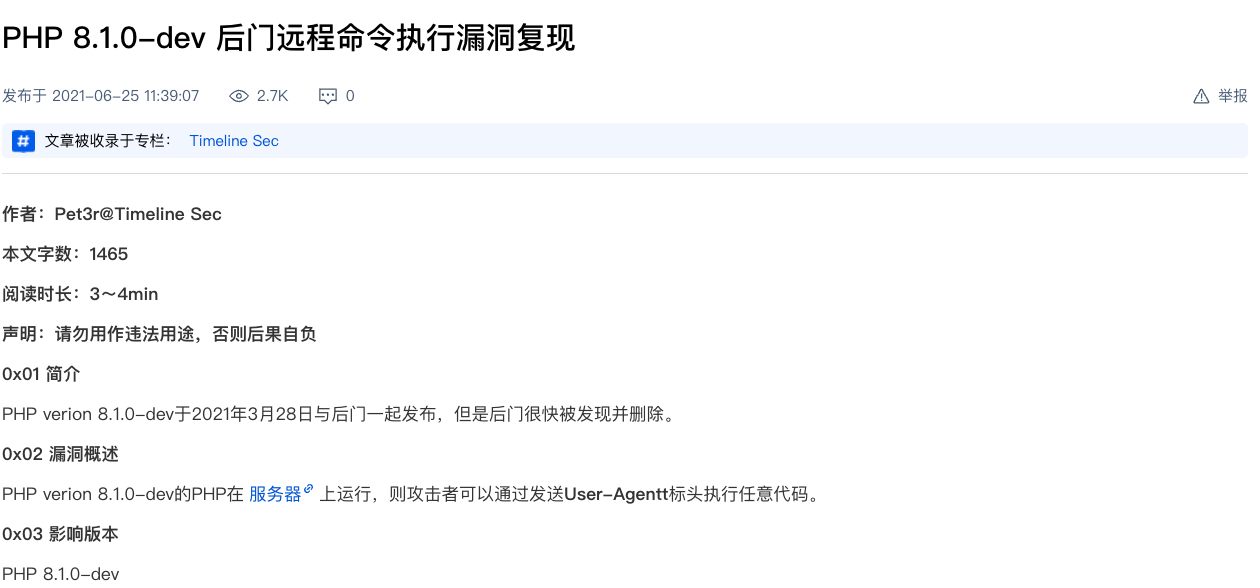 PHP 8.1.0-dev 后门远程命令执行漏洞复现
发布于 2021-06-25 11:39:07 2.7K 0 举报
# 文章被收录于专栏： Timeline Sec
作者：Pet3r@Timeline Sec
本文字数：1465
阅读时长：3～4min
声明：请勿用作违法用途，否则后果自负
0x01 简介
PHP verion 8.1.0-dev于2021年3月28日与后门一起发布，但是后门很快被发现并删除。
0x02 漏洞概述
PHP verion 8.1.0-dev的PHP在 服务器 上运行，则攻击者可以通过发送User-Agentt标头执行任意代码。
0x03 影响版本
PHP 8.1.0-dev